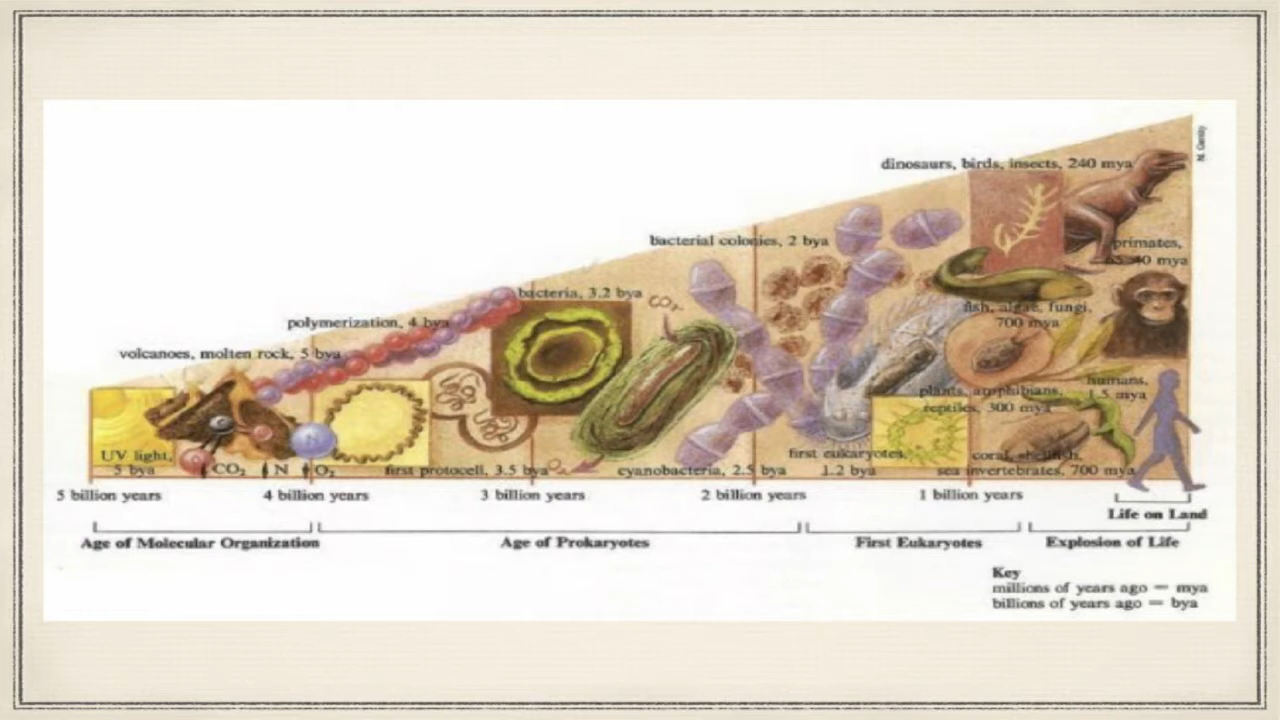 dinosaurs, birds, insects, 240 mya
bacterial colonies, 2 bya
primates,
40 mya
bacteria, 3.2 bya
CO₂
fish, algae, fungi,
700 mya
polymerization, 4 bya
volcanoes, molten rock, 5 bya
plants, amphibians,
reptiles, 300 mya
humans,
1.5 mya
UV light,
5 bya
CO₂ N O₂
N
first protocell, 3.5 bya
O₂
cyanobacteria, 2.5 bya
first eukaryotes,
1.2 bya
coral, shellfish,
sea invertebrates, 700 mya
5 billion years
4 billion years
3 billion years
2 billion years
1 billion years
Life on Land
Age of Molecular Organization
Age of Prokaryotes
First Eukaryotes
Explosion of Life
Key
millions of years ago = mya
billions of years ago = bya